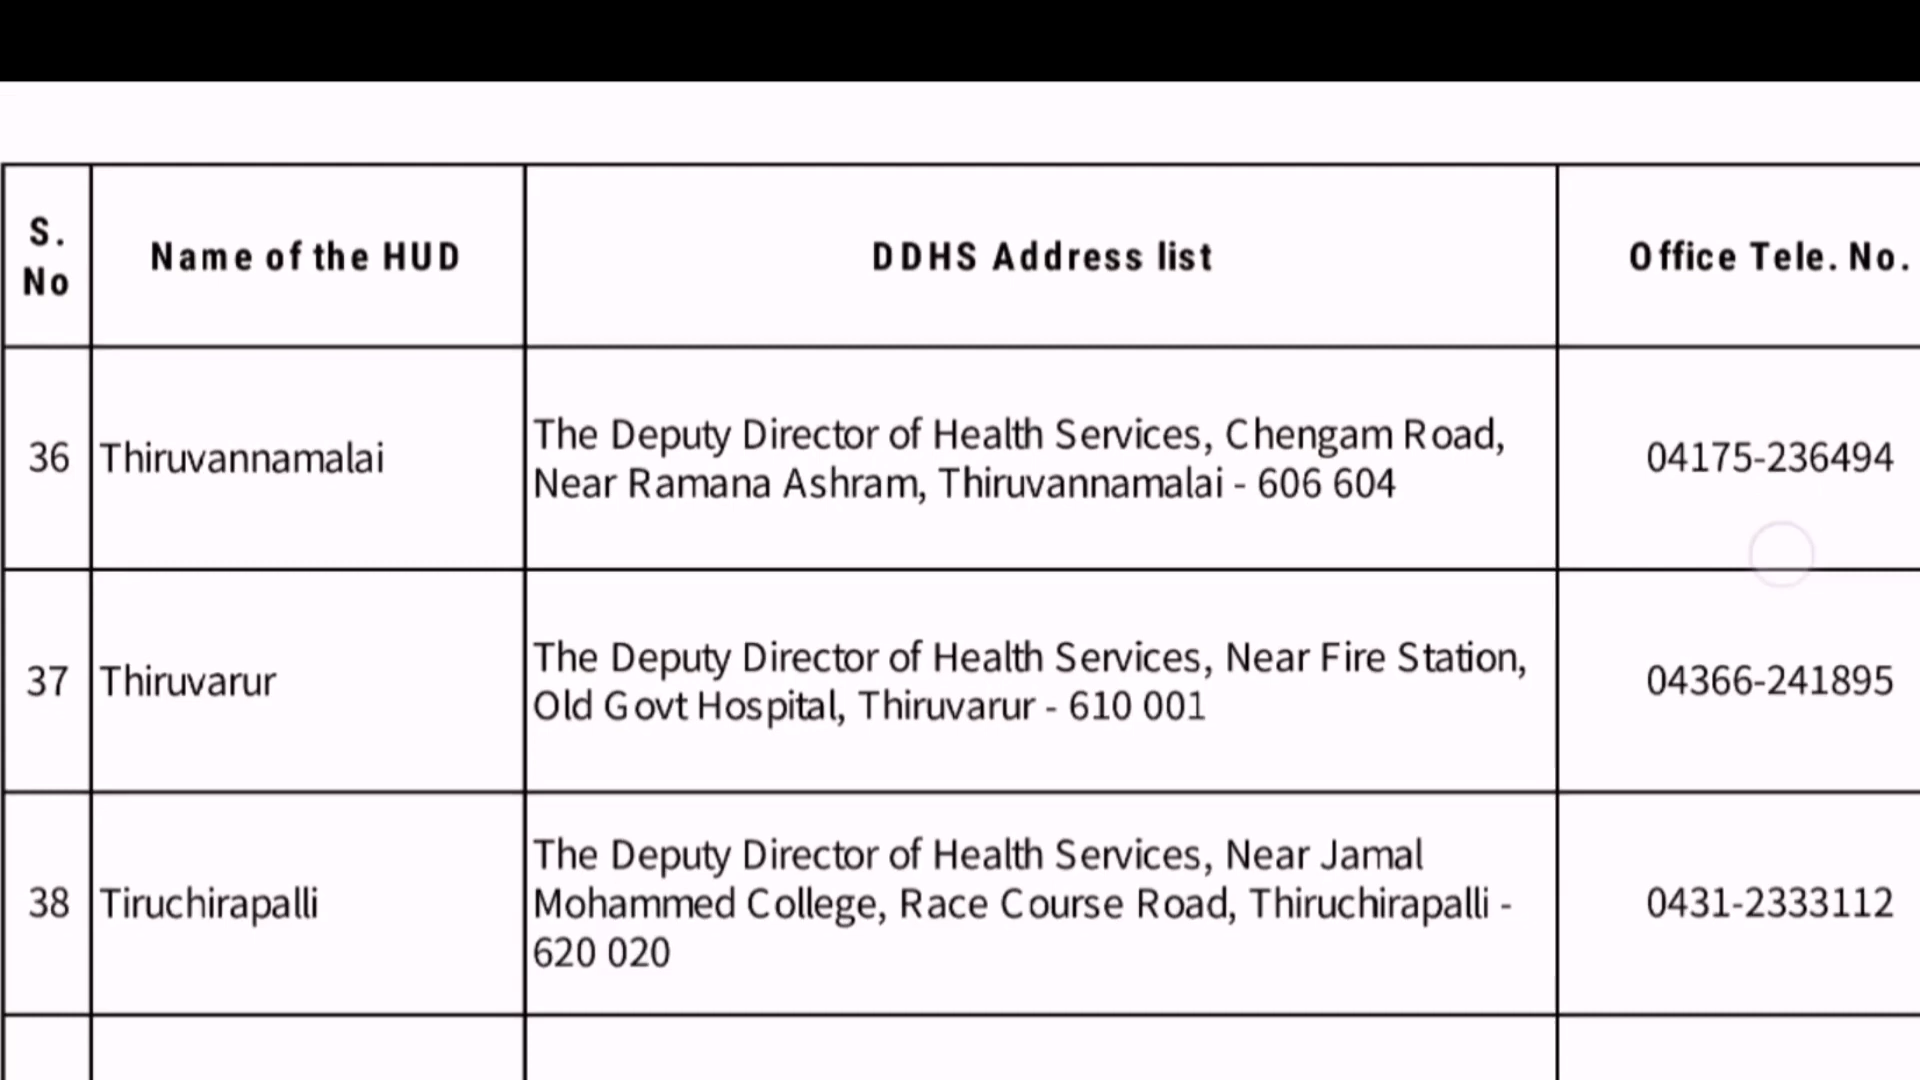 S.
No
Name of the HUD
DDHS Address list
Office Tele. No.
36
Thiruvannamalai
The Deputy Director of Health Services, Chengam Road,
Near Ramana Ashram, Thiruvannamalai - 606 604
04175-236494
37
Thiruvarur
The Deputy Director of Health Services, Near Fire Station,
Old Govt Hospital, Thiruvarur - 610 001
04366-241895
38
Tiruchirapalli
The Deputy Director of Health Services, Near Jamal
Mohammed College, Race Course Road, Thiruchirapalli -
620 020
0431-2333112